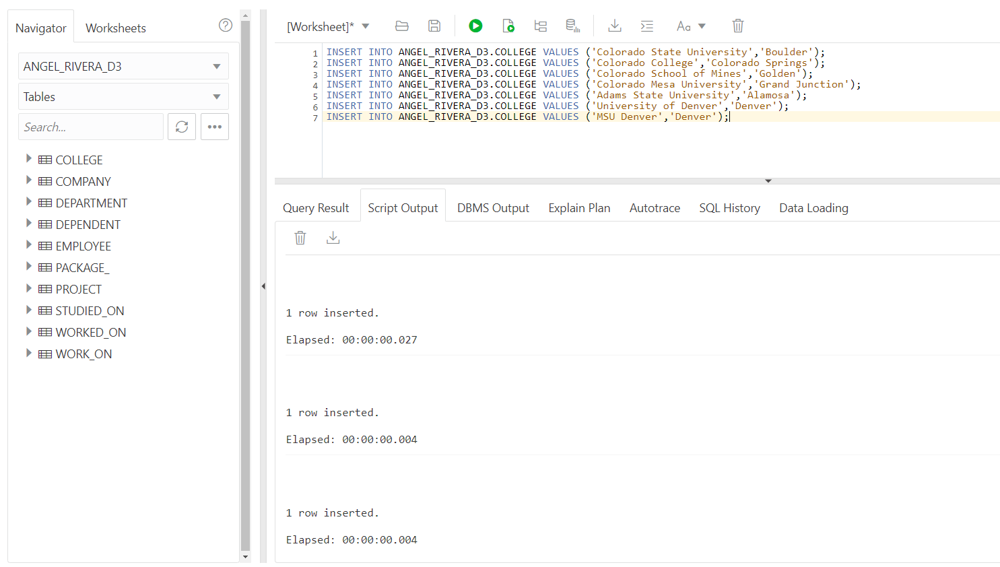 Navigator
Worksheets
?
ANGEL_RIVERA_D3
Tables
Search...
COLLEGE
COMPANY
DEPARTMENT
DEPENDENT
EMPLOYEE
PACKAGE_
PROJECT
STUDIED_ON
WORKED_ON
WORK_ON
[Worksheet]*
Aa
1 INSERT INTO ANGEL_RIVERA_D3.COLLEGE VALUES ('Colorado State University','Boulder');
2 INSERT INTO ANGEL_RIVERA_D3.COLLEGE VALUES ('Colorado College','Colorado Springs');
3 INSERT INTO ANGEL_RIVERA_D3.COLLEGE VALUES ('Colorado School of Mines','Golden');
4 INSERT INTO ANGEL_RIVERA_D3.COLLEGE VALUES ('Colorado Mesa University','Grand Junction');
5 INSERT INTO ANGEL_RIVERA_D3.COLLEGE VALUES ('Adams State University','Alamosa');
6 INSERT INTO ANGEL_RIVERA_D3.COLLEGE VALUES ('University of Denver','Denver');
7 INSERT INTO ANGEL_RIVERA_D3.COLLEGE VALUES ('MSU Denver','Denver');
Query Result
Script Output
DBMS Output
Explain Plan
Autotrace
SQL History
Data Loading
1 row inserted.
Elapsed: 00:00:00.027
1 row inserted.
Elapsed: 00:00:00.004
1 row inserted.
Elapsed: 00:00:00.004